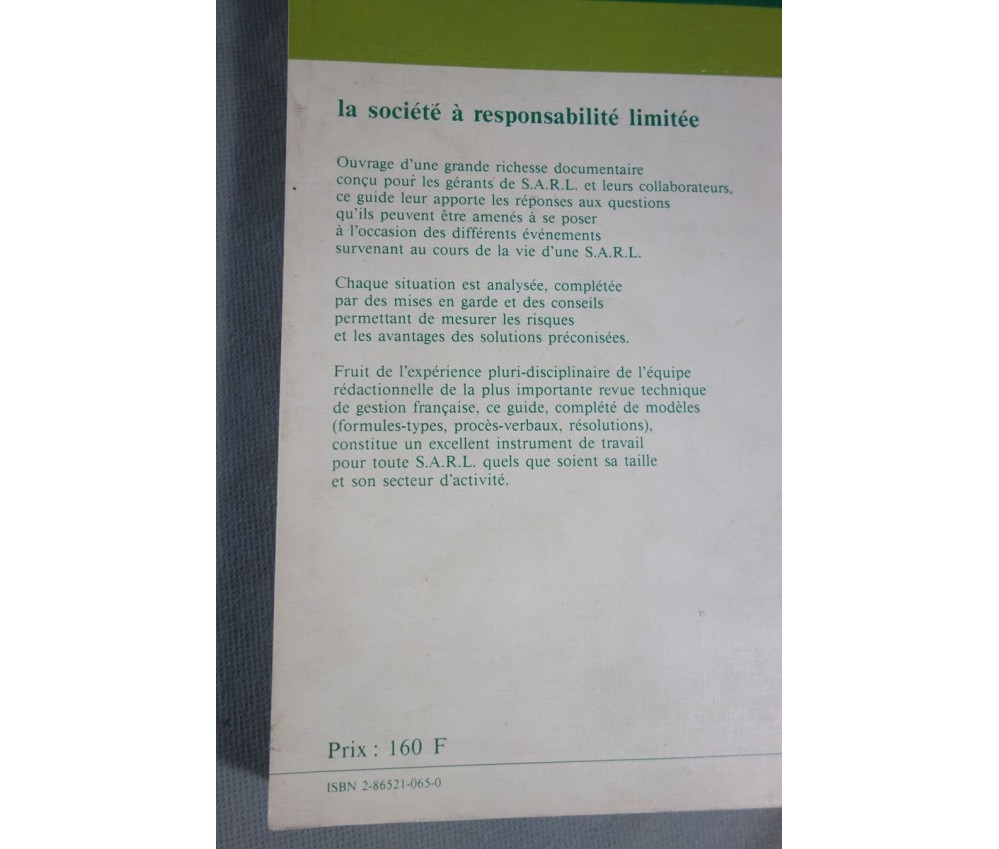 la société à responsabilité limitée
Ouvrage d'une grande richesse documentaire
conçu pour les gérants de S.A.R.L. et leurs collaborateurs,
ce guide leur apporte les réponses aux questions
qu'ils peuvent être amenés à se poser
à l'occasion des différents événements
survenant au cours de la vie d'une S.A.R.L.
Chaque situation est analysée, complétée
par des mises en garde et des conseils
permettant de mesurer les risques
et les avantages des solutions préconisées.
Fruit de l'expérience pluri-disciplinaire de l'équipe
rédactionnelle de la plus importante revue technique
de gestion française, ce guide, complété de modèles
(formules-types, procès-verbaux, résolutions),
constitue un excellent instrument de travail
pour toute S.A.R.L. quels que soient sa taille
et son secteur d'activité.
Prix : 160 F
ISBN 2-86521-065-0